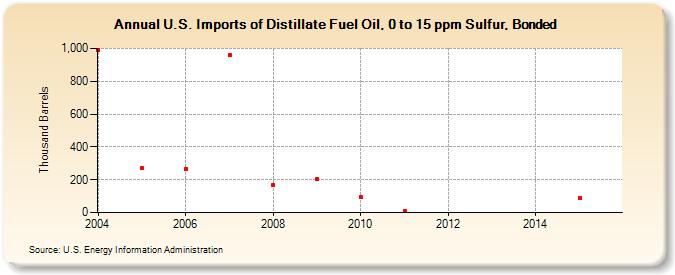 Annual U.S. Imports of Distillate Fuel Oil, 0 to 15 ppm Sulfur, Bonded
Thousand Barrels
1,000
800
600
400
200
0
2004 2006 2008 2010 2012 2014
Source: U.S. Energy Information Administration